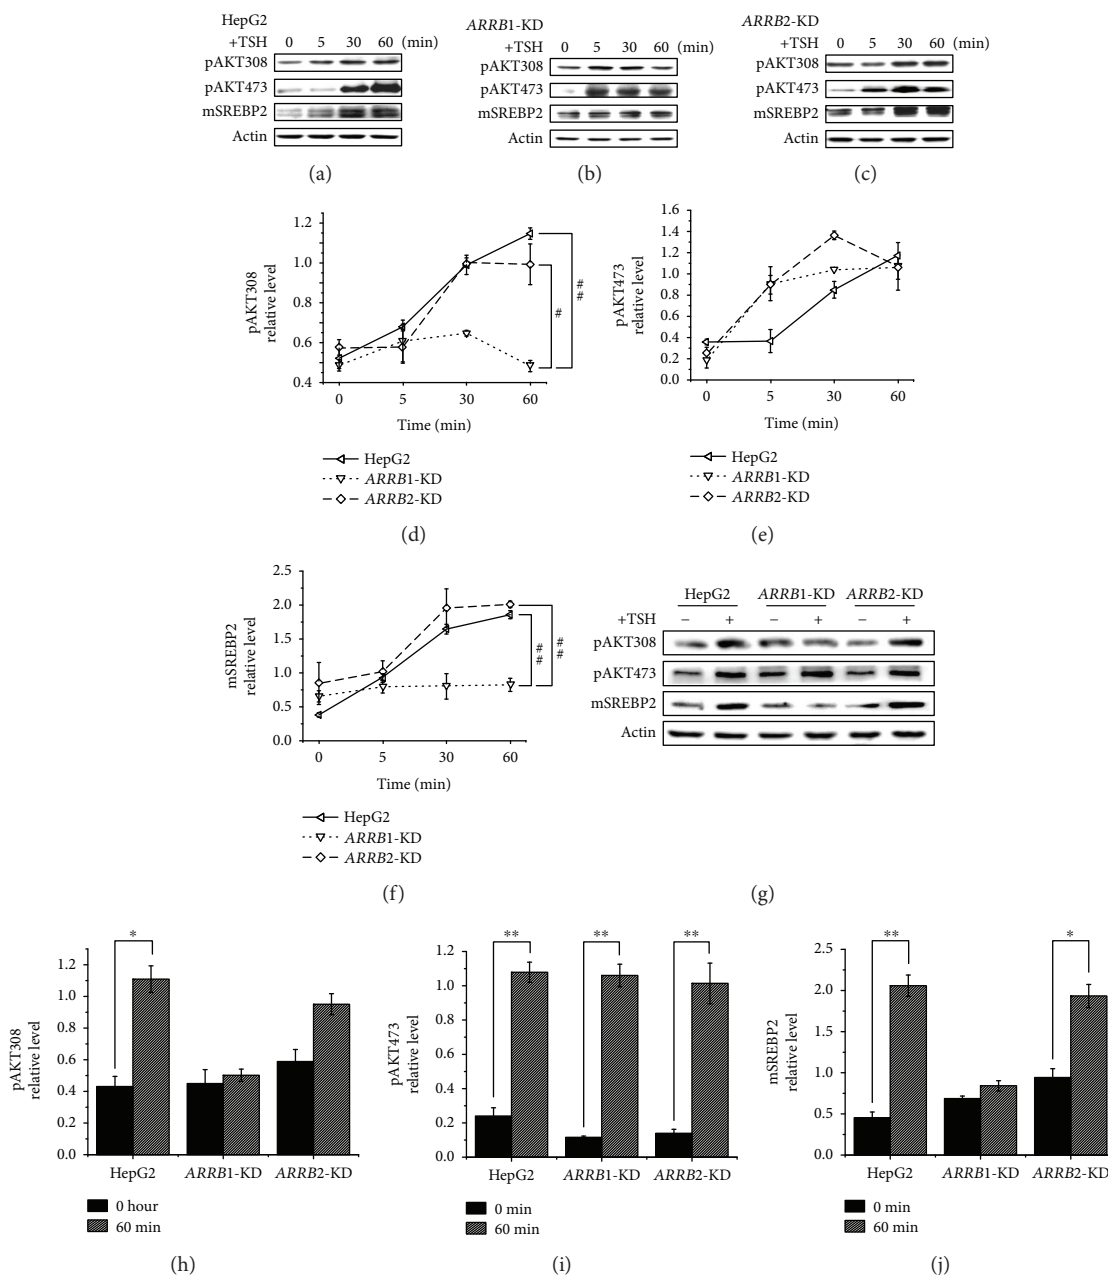 HepG2
+TSH 0 5 30 60 (min)
pAKT308
pAKT473
mSREBP2
Actin
(a)
ARRB1-KD
+TSH 0 5 30 60 (min)
pAKT308
pAKT473
mSREBP2
Actin
(b)
ARRB2-KD
+TSH 0 5 30 60 (min)
pAKT308
pAKT473
mSREBP2
Actin
(c)
pAKT308
relative level
1.2
1.0
0.8
0.6
0.4
0 5 30 60
Time (min)
#
##
HepG2
ARRB1-KD
ARRB2-KD
(d)
pAKT473
relative level
1.6
1.4
1.2
1.0
0.8
0.6
0.4
0.2
0.0
0 5 30 60
Time (min)
HepG2
ARRB1-KD
ARRB2-KD
(e)
mSREBP2
relative level
2.5
2.0
1.5
1.0
0.5
0.0
0 5 30 60
Time (min)
##
##
HepG2
ARRB1-KD
ARRB2-KD
(f)
HepG2 ARRB1-KD ARRB2-KD
+TSH − + − + − +
pAKT308
pAKT473
mSREBP2
Actin
(g)
pAKT308
relative level
1.2
1.0
0.8
0.6
0.4
0.2
0.0
*
HepG2 ARRB1-KD ARRB2-KD
0 hour
60 min
(h)
pAKT473
relative level
1.2
1.0
0.8
0.6
0.4
0.2
0.0
** ** **
HepG2 ARRB1-KD ARRB2-KD
0 min
60 min
(i)
mSREBP2
relative level
2.5
2.0
1.5
1.0
0.5
0.0
** *
HepG2 ARRB1-KD ARRB2-KD
0 min
60 min
(j)